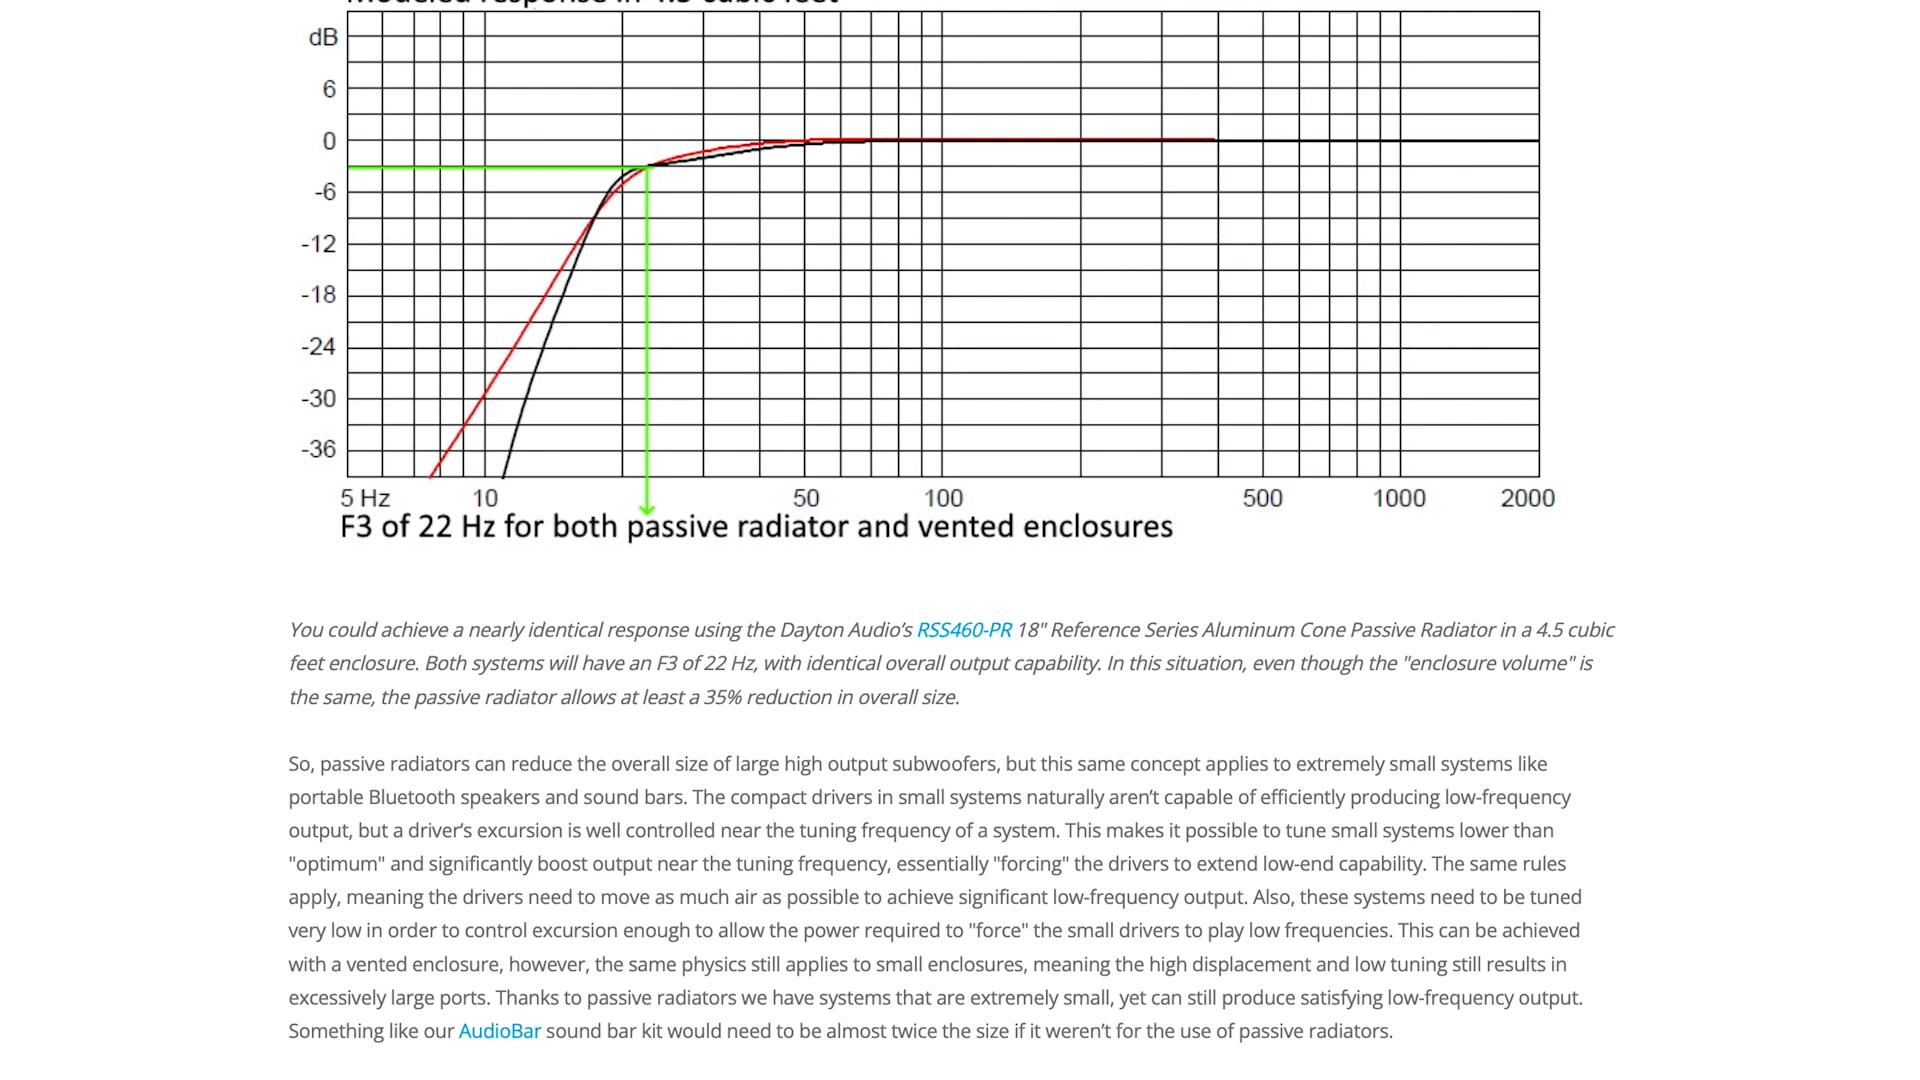 Modeled response in 4.5 cubic feet
dB
6
0
-6
-12
-18
-24
-30
-36
5 Hz 10 50 100 500 1000 2000
F3 of 22 Hz for both passive radiator and vented enclosures
You could achieve a nearly identical response using the Dayton Audio’s RSS460-PR 18" Reference Series Aluminum Cone Passive Radiator in a 4.5 cubic
feet enclosure. Both systems will have an F3 of 22 Hz, with identical overall output capability. In this situation, even though the "enclosure volume" is
the same, the passive radiator allows at least a 35% reduction in overall size.
So, passive radiators can reduce the overall size of large high output subwoofers, but this same concept applies to extremely small systems like
portable Bluetooth speakers and sound bars. The compact drivers in small systems naturally aren’t capable of efficiently producing low-frequency
output, but a driver’s excursion is well controlled near the tuning frequency of a system. This makes it possible to tune small systems lower than
"optimum" and significantly boost output near the tuning frequency, essentially "forcing" the drivers to extend low-end capability. The same rules
apply, meaning the drivers need to move as much air as possible to achieve significant low-frequency output. Also, these systems need to be tuned
very low in order to control excursion enough to allow the power required to "force" the small drivers to play low frequencies. This can be achieved
with a vented enclosure, however, the same physics still applies to small enclosures, meaning the high displacement and low tuning still results in
excessively large ports. Thanks to passive radiators we have systems that are extremely small, yet can still produce satisfying low-frequency output.
Something like our AudioBar sound bar kit would need to be almost twice the size if it weren’t for the use of passive radiators.